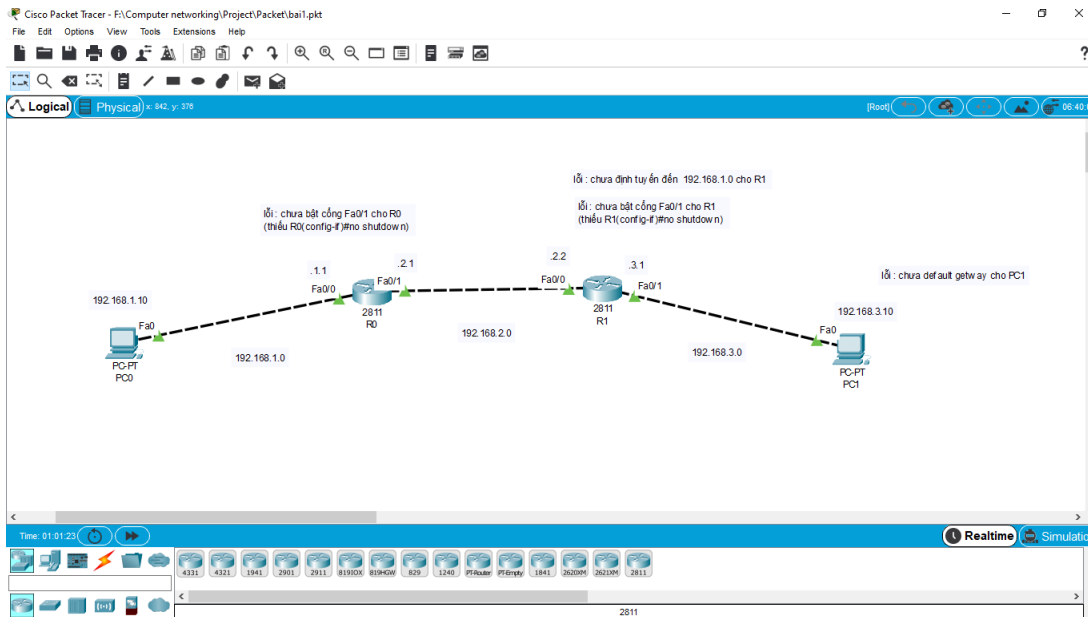 Cisco Packet Tracer - F:\Computer networking\Project\Packet\bai1.pkt
File Edit Options View Tools Extensions Help
?
Logical Physical x: 842, y: 376 [Root] 06:40:
lỗi : chưa định tuyến đến 192.168.1.0 cho R1
lỗi : chưa bật cổng Fa0/1 cho R0
(thiếu R0(config-if)#no shutdown)
lỗi : chưa bật cổng Fa0/1 cho R1
(thiếu R1(config-if)#no shutdown)
.1.1
.2.1
.2.2
.3.1
lỗi : chưa default getway cho PC1
Fa0/0
Fa0/1
Fa0/0
Fa0/1
192.168.1.10
2811
R0
2811
R1
192.168.3.10
Fa0
192.168.2.0
Fa0
192.168.1.0
192.168.3.0
PC-PT
PC0
PC-PT
PC1
Time: 01:01:23 Realtime Simulatio
4331 4321 1941 2901 2911 819IOX 819HGW 829 1240 PT-Router PT-Empty 1841 2620XM 2621XM 2811
2811